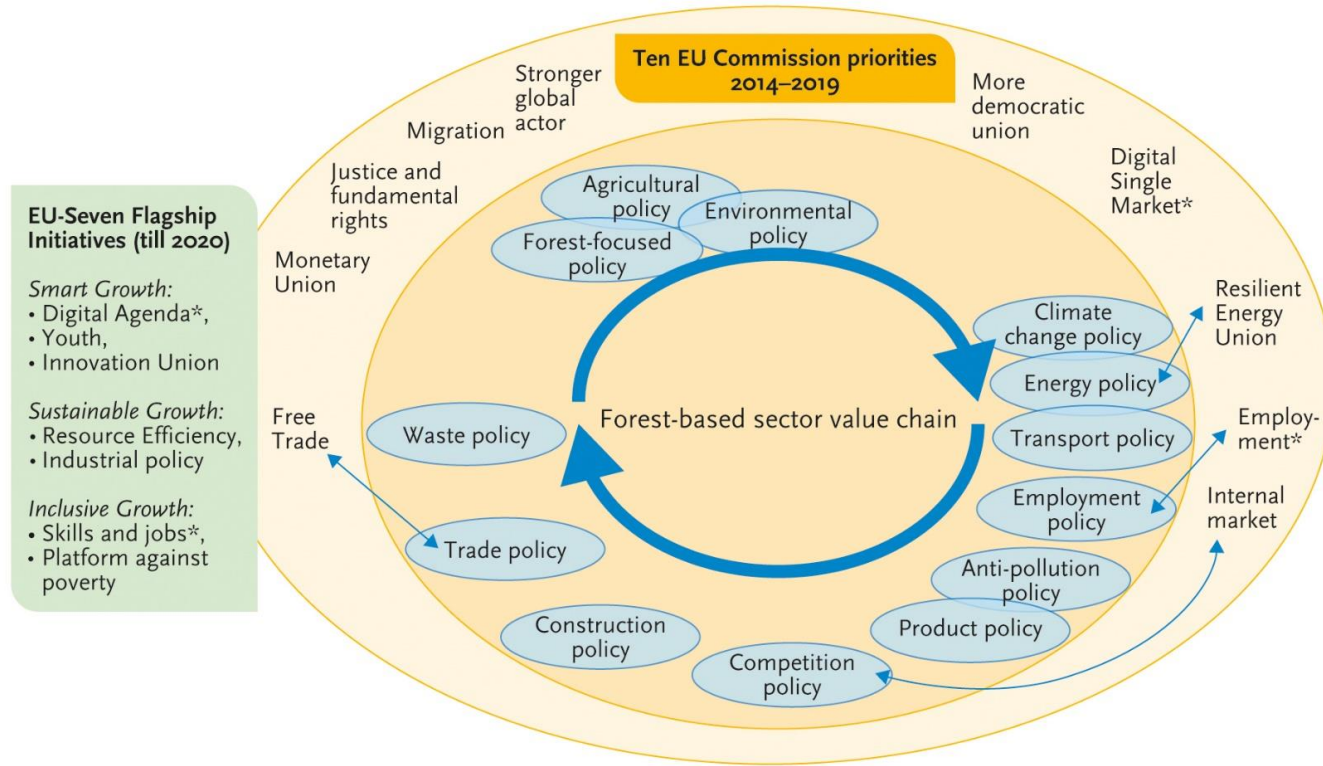 Ten EU Commission priorities
2014–2019
Stronger
global
actor
Migration
Justice and
fundamental
rights
Monetary
Union
Free
Trade
More
democratic
union
Digital
Single
Market*
Resilient
Energy
Union
Employ-
ment*
Internal
market
EU-Seven Flagship
Initiatives (till 2020)
Smart Growth:
• Digital Agenda*,
• Youth,
• Innovation Union
Sustainable Growth:
• Resource Efficiency,
• Industrial policy
Inclusive Growth:
• Skills and jobs*,
• Platform against
poverty
Agricultural
policy
Environmental
policy
Forest-focused
policy
Climate
change policy
Energy policy
Transport policy
Employment
policy
Anti-pollution
policy
Product policy
Competition
policy
Construction
policy
Trade policy
Waste policy
Forest-based sector value chain